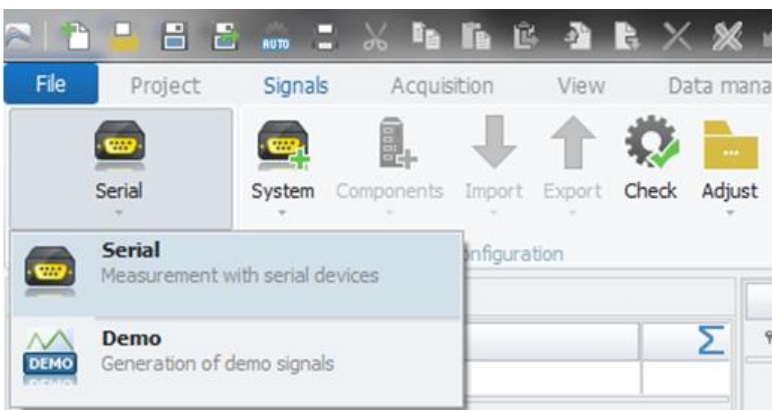 AUTO
File Project Signals Acquisition View Data mana
Serial System Components Import Export Check Adjust
Serial
Measurement with serial devices
onfiguration
Demo
Generation of demo signals
DEMO
Σ